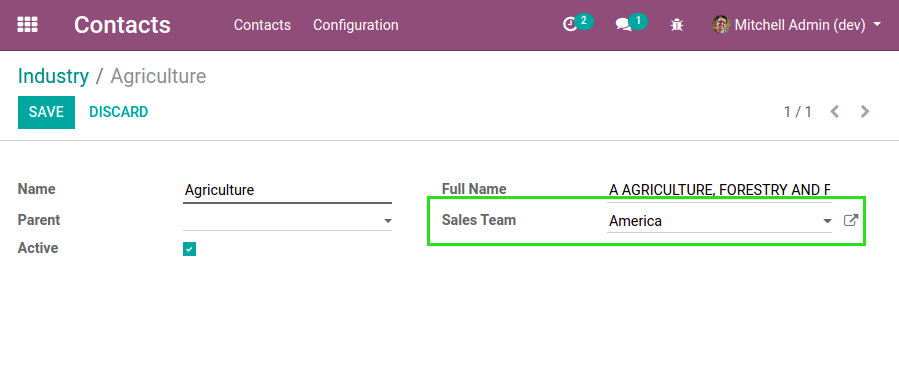 Contacts Contacts Configuration 2 1 Mitchell Admin (dev)
Industry / Agriculture
SAVE DISCARD 1 / 1
Name Agriculture Full Name A AGRICULTURE, FORESTRY AND F
Parent Sales Team America
Active